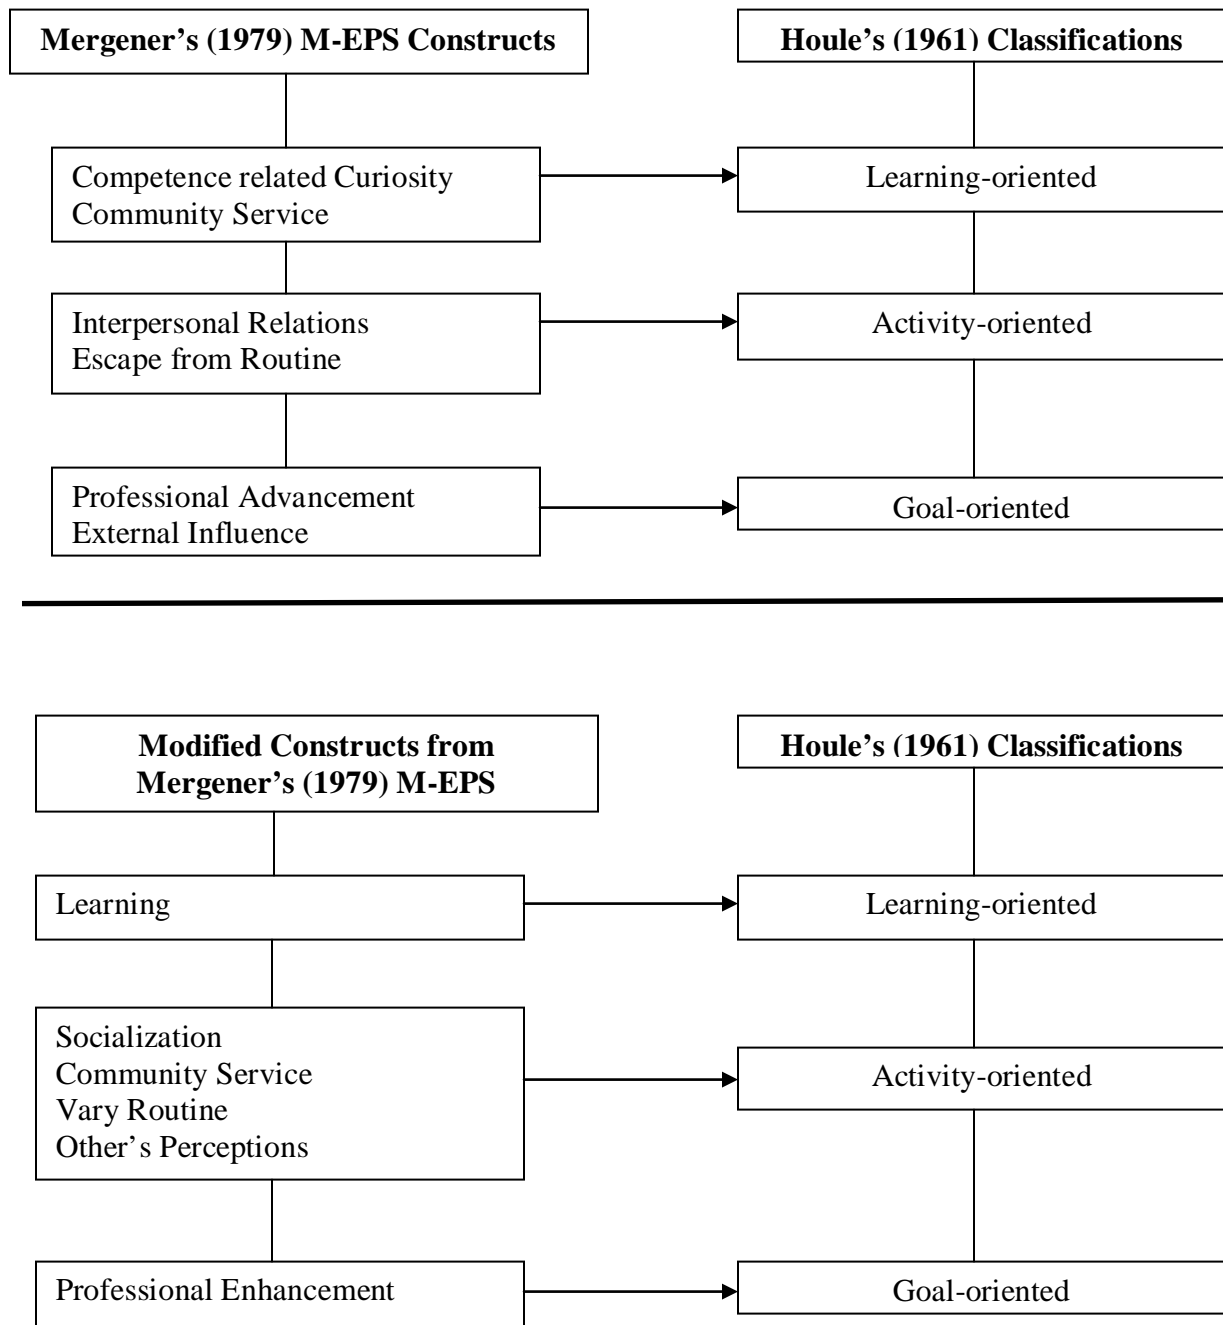 Mergener’s (1979) M-EPS Constructs
Houle’s (1961) Classifications
Competence related Curiosity
Community Service
Learning-oriented
Interpersonal Relations
Escape from Routine
Activity-oriented
Professional Advancement
External Influence
Goal-oriented
Modified Constructs from
Mergener’s (1979) M-EPS
Houle’s (1961) Classifications
Learning
Learning-oriented
Socialization
Community Service
Vary Routine
Other’s Perceptions
Activity-oriented
Professional Enhancement
Goal-oriented